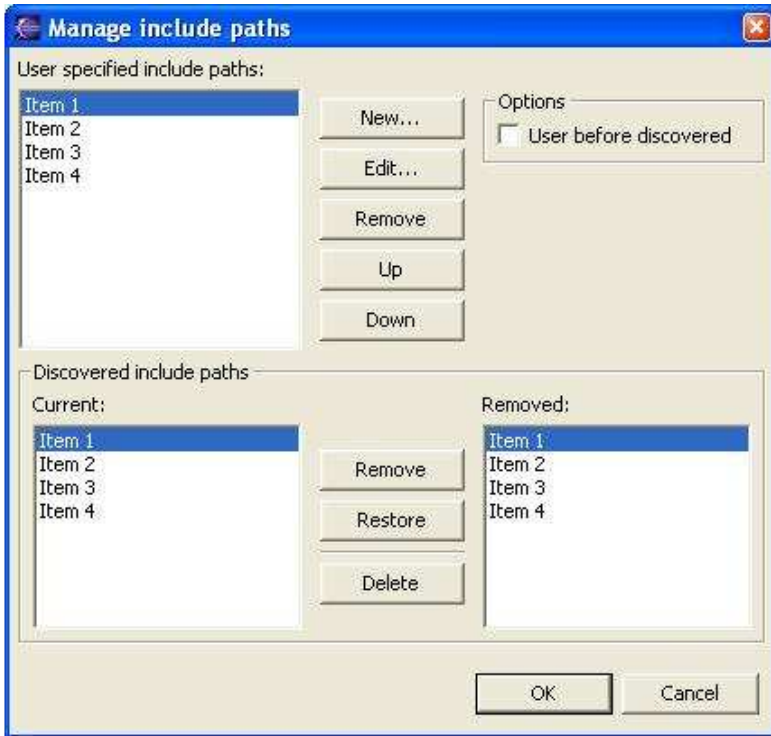 Manage include paths
User specified include paths:
Item 1
Item 2
Item 3
Item 4
New...
Edit...
Remove
Up
Down
Options
User before discovered
Discovered include paths
Current:
Item 1
Item 2
Item 3
Item 4
Remove
Restore
Delete
Removed:
Item 1
Item 2
Item 3
Item 4
OK
Cancel